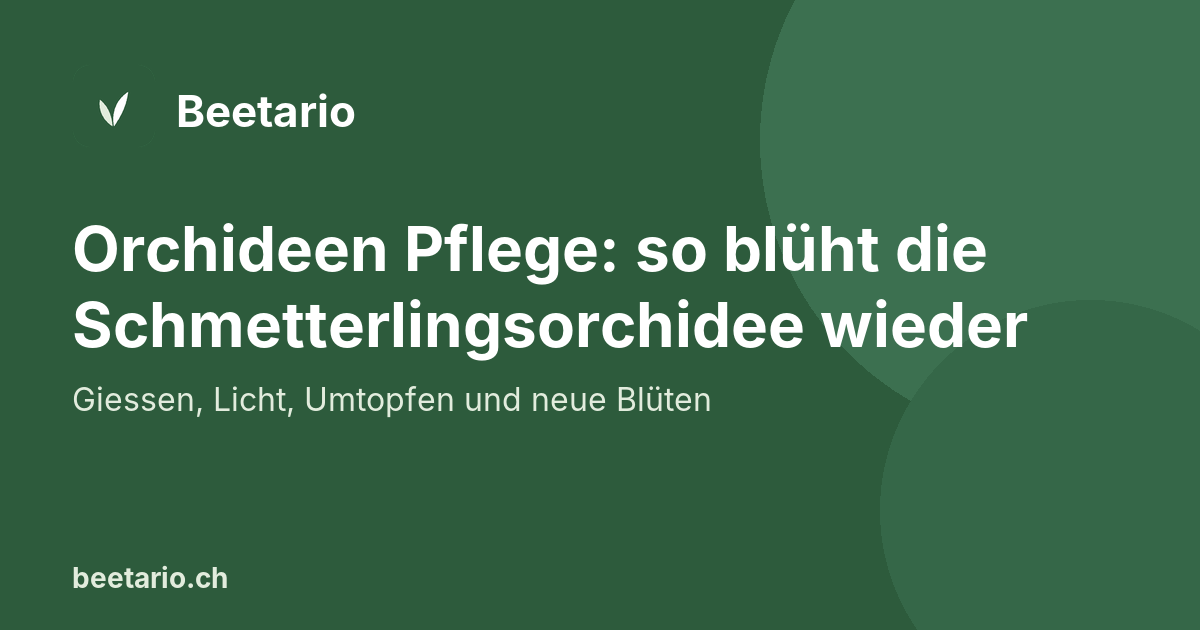 Beetario
Orchideen Pflege: so blüht die
Schmetterlingsorchidee wieder
Giessen, Licht, Umtopfen und neue Blüten
beetario.ch